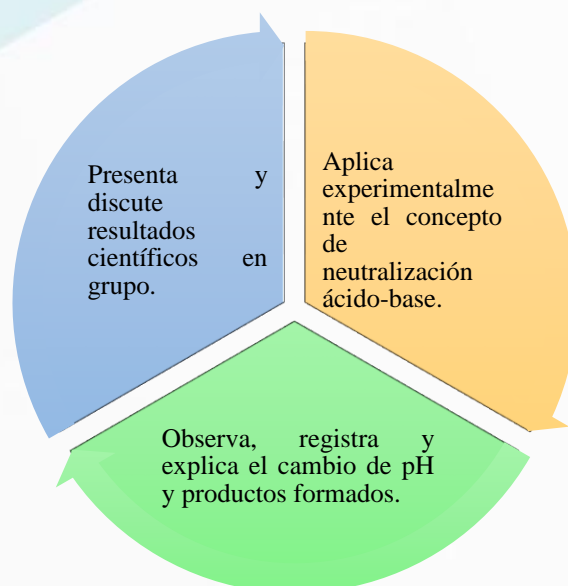 Presenta y
discute
resultados
científicos en
grupo.
Aplica
experimentalme
nte el concepto
de
neutralización
ácido-base.
Observa, registra y
explica el cambio de pH
y productos formados.